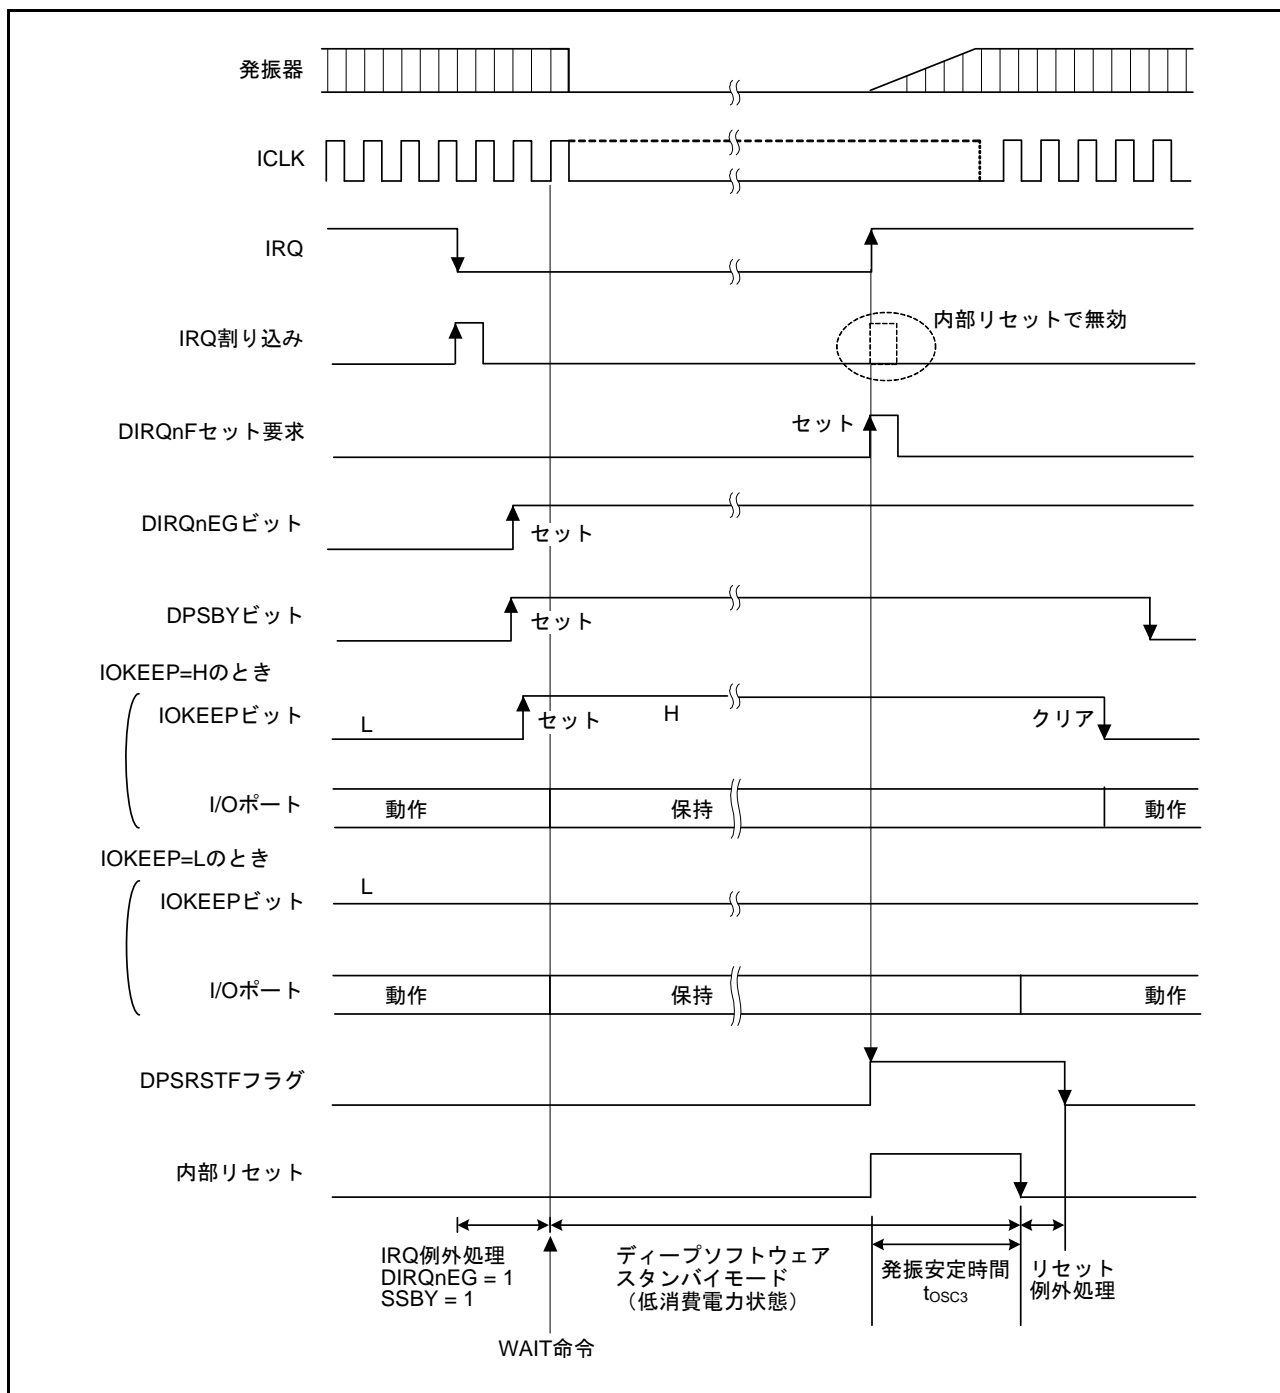 発振器
ICLK
IRQ
IRQ割り込み
内部リセットで無効
DIRQnFセット要求
セット
DIRQnEGビット
セット
DPSBYビット
セット
IOKEEP=Hのとき
IOKEEPビット
L
セット
H
クリア
I/Oポート
動作
保持
動作
IOKEEP=Lのとき
IOKEEPビット
L
I/Oポート
動作
保持
動作
DPSRSTFフラグ
内部リセット
IRQ例外処理
DIRQnEG = 1
SSBY = 1
ディープソフトウェア
スタンバイモード
（低消費電力状態）
発振安定時間
tOSC3
リセット
例外処理
WAIT命令